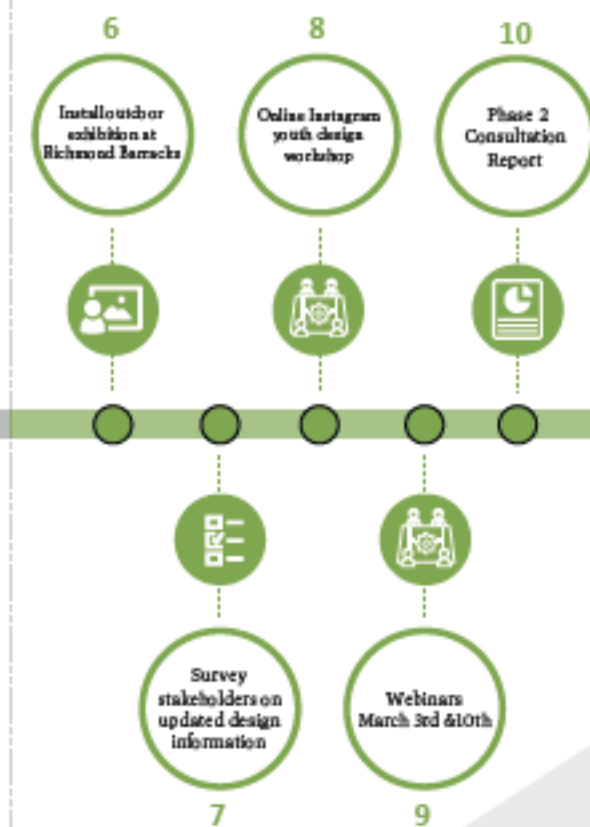 6
Install outdoor
exhibition at
Richmond Barracks
8
Online Instagram
youth design
workshop
10
Phase 2
Consultation
Report
Survey
stakeholders on
updated design
information
7
Webinars
March 3rd &10th
9